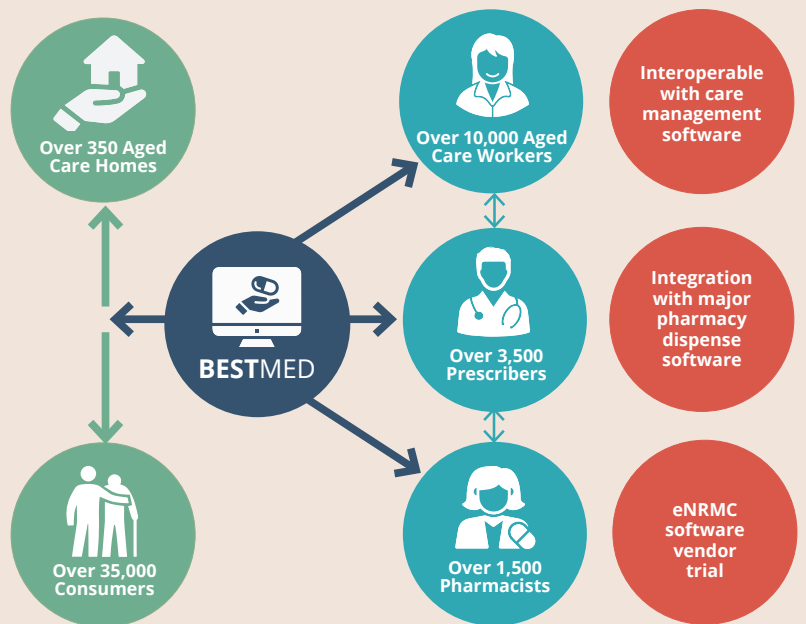 Over 350 Aged
Care Homes
Over 10,000 Aged
Care Workers
Interoperable
with care
management
software
BESTMED
Over 3,500
Prescribers
Integration
with major
pharmacy
dispense
software
Over 35,000
Consumers
Over 1,500
Pharmacists
eNRMC
software
vendor
trial